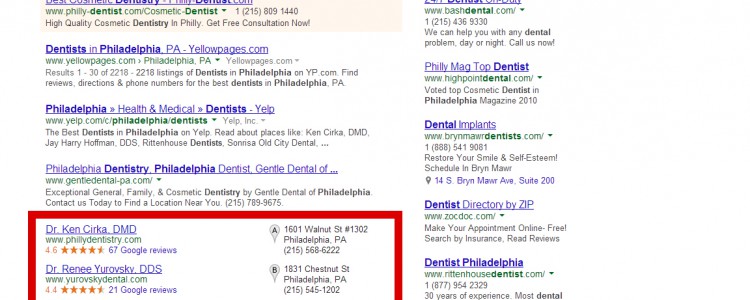 Best Cosmetic Dentistry in Philly - Philly-Dentist.com
www.philly-dentist.com/Cosmetic-Dentist 1 (215) 809 1440
High Quality Cosmetic Dentistry In Philly. Get Free Consultation Now!
Dentists in Philadelphia, PA - Yellowpages.com
www.yellowpages.com › Philadelphia, PA Yellowpages.com
Results 1 - 30 of 2218 - 2218 listings of Dentists in Philadelphia on YP.com. Find
reviews, directions & phone numbers for the best dentists in Philadelphia, PA.
Philadelphia » Health & Medical » Dentists - Yelp
www.yelp.com/c/philadelphia/dentists Yelp, Inc.
The Best Dentists in Philadelphia on Yelp. Read about places like: Ken Cirka, DMD,
Jay Harry Hoffman, DDS, Rittenhouse Dentists, Sonrisa Old City Dental, ...
Philadelphia Dentistry, Philadelphia Dentist, Gentle Dental of ...
www.gentledental-pa.com/
Exceptional General, Family, & Cosmetic Dentistry by Gentle Dental of Philadelphia.
Contact us Today to Find a Location Near You. (215) 789-9675.
Dr. Ken Cirka, DMD
www.phillydentistry.com
4.6 67 Google reviews
A 1601 Walnut St #1302
Philadelphia, PA
(215) 568-6222
Dr. Renee Yurovsky, DDS
www.yurovskydental.com
4.4 21 Google reviews
B 1831 Chestnut St
Philadelphia, PA
(215) 545-1202
www.bashdental.com/
1 (215) 436 9330
We can help you with any dental
problem, day or night. Call us now!
Philly Mag Top Dentist
www.highpointdental.com/
Voted top Cosmetic Dentist in
Philadelphia Magazine 2010
Dental Implants
www.brynmawrdentists.com/
1 (888) 541 9081
Restore Your Smile & Self-Esteem!
Schedule In Bryn Mawr
14 S. Bryn Mawr Ave, Suite 200
Dentist Directory by ZIP
www.zocdoc.com/
Make Your Appointment Online- Free!
Search by Insurance, Read Reviews
Dentist Philadelphia
www.rittenhousedentist.com/
1 (215) 954 2329
30 years of experience. Most dental